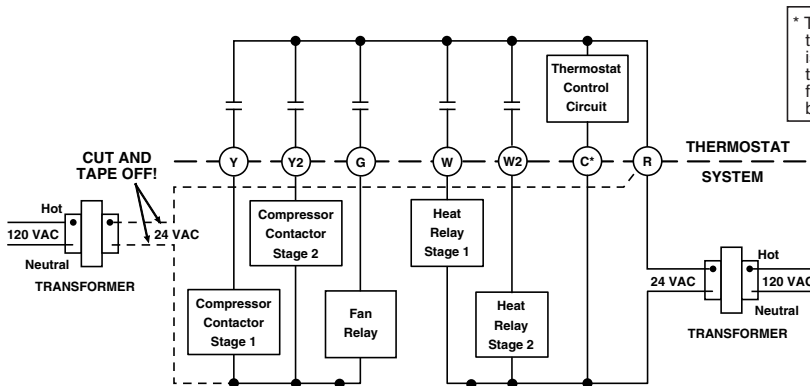 * T
t
i
t
f
b
Thermostat
Control
Circuit
CUT AND
TAPE OFF!
Y
Y2
G
W
W2
C*
R
THERMOSTAT
SYSTEM
Hot
120 VAC
24 VAC
Neutral
TRANSFORMER
Compressor
Contactor
Stage 2
Heat
Relay
Stage 1
Compressor
Contactor
Stage 1
Fan
Relay
Heat
Relay
Stage 2
Hot
24 VAC
120 VAC
Neutral
TRANSFORMER